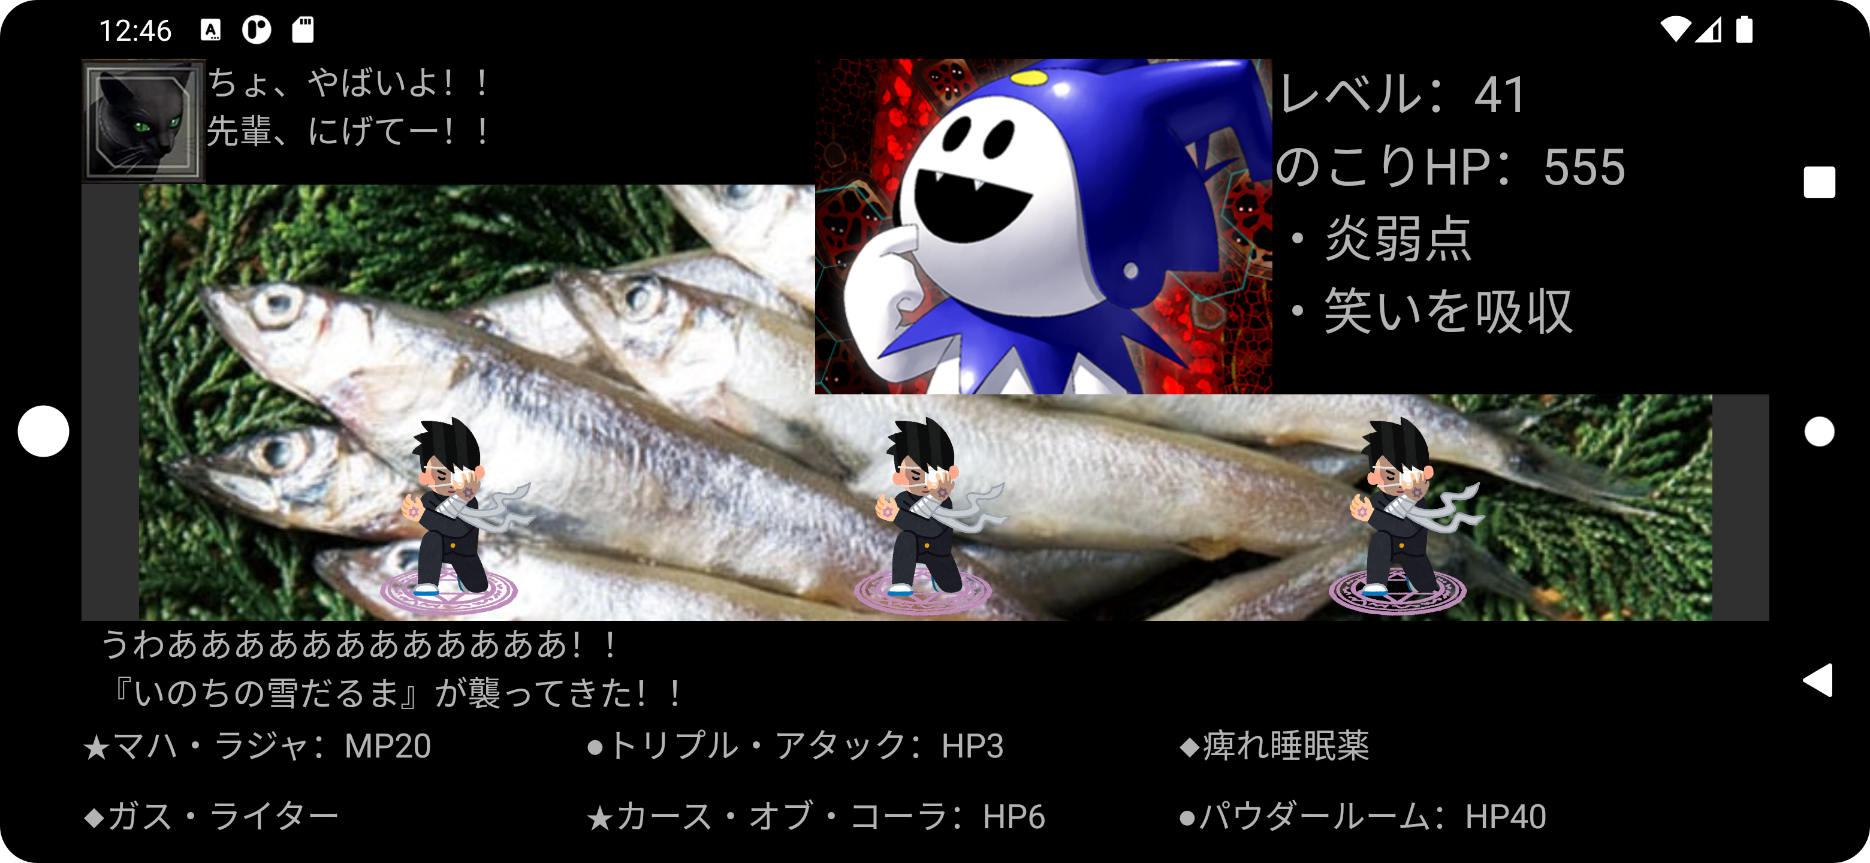 12:46
ちょ、やばいよ！！
先輩、にげてー！！
レベル：41
のこりHP：555
・炎弱点
・笑いを吸収
うわああああああああああああ！！
『いのちの雪だるま』が襲ってきた！！
★マハ・ラジャ：MP20
●トリプル・アタック：HP3
◆痺れ睡眠薬
◆ガス・ライター
★カース・オブ・コーラ：HP6
●パウダールーム：HP40